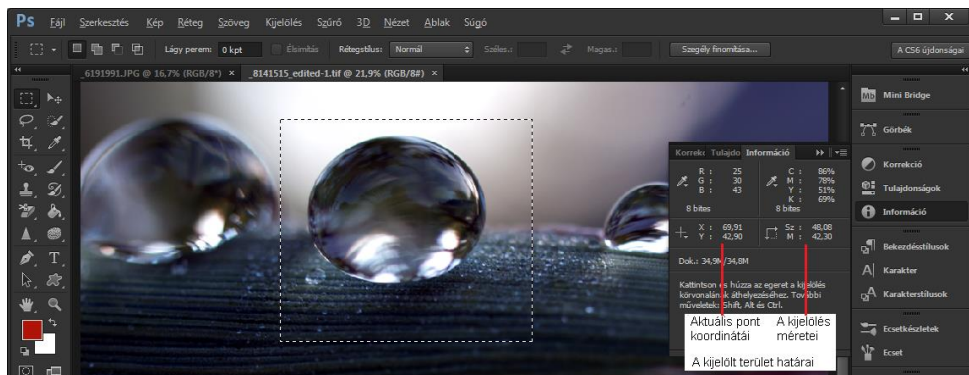 Ps Fájl Szerkesztés Kép Réteg Szöveg Kijelölés Szűrő 3D Nézet Ablak Súgó
Lágy perem: 0 kpt Élsimítás Rétegstílus: Normál Széles.: Magas.: Szegély finomítása... A CS6 újdonságai
_6191991.JPG @ 16,7% (RGB/8*) × _8141515_edited-1.tif @ 21,9% (RGB/8#) ×
Mb Mini Bridge
Görbék
Korrekció
Tulajdonságok
Információ
Bekezdésstílusok
Karakter
Karakterstílusok
Ecsetkészletek
Ecset
Korrekc Tulajdo Információ
R : 25 C : 86%
G : 30 M : 78%
B : 43 Y : 51%
K : 69%
8 bites 8 bites
X : 69,91 Sz : 48,08
Y : 42,90 M : 42,30
Dok.: 34,9M/34,8M
Kattintson és húzza az egeret a kijelölés
körvonalának áthelyezéséhez. További
műveletek: Shift, Alt és Ctrl.
Aktuális pont A kijelölés
koordinátái méretei
A kijelölt terület határai